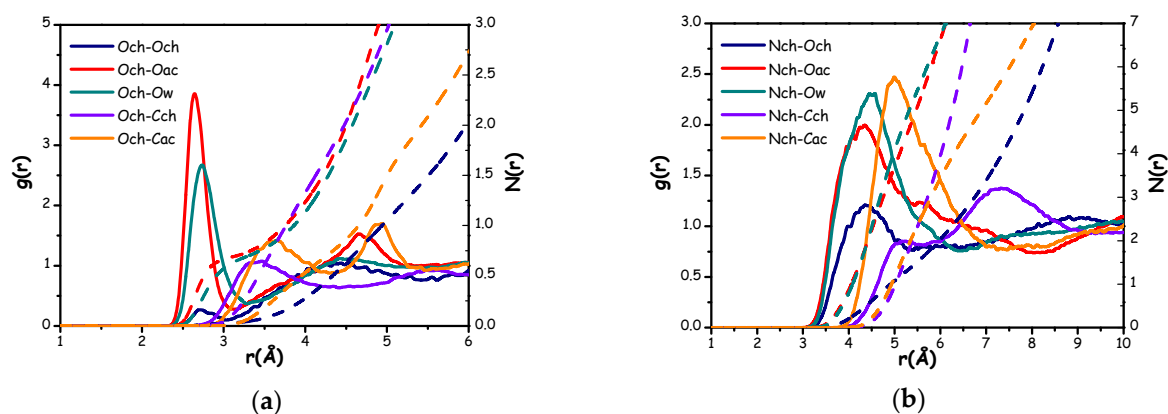 5
4
3
2
1
0
g(r)
Och-Och
Och-Oac
Och-Ow
Och-Cch
Och-Cac
3.0
2.5
2.0
1.5
1.0
0.5
0.0
N(r)
1 2 3 4 5 6
r(Å)
(a)
3.0
2.5
2.0
1.5
1.0
0.5
0.0
g(r)
Nch-Och
Nch-Oac
Nch-Ow
Nch-Cch
Nch-Cac
7
6
5
4
3
2
1
0
N(r)
1 2 3 4 5 6 7 8 9 10
r(Å)
(b)